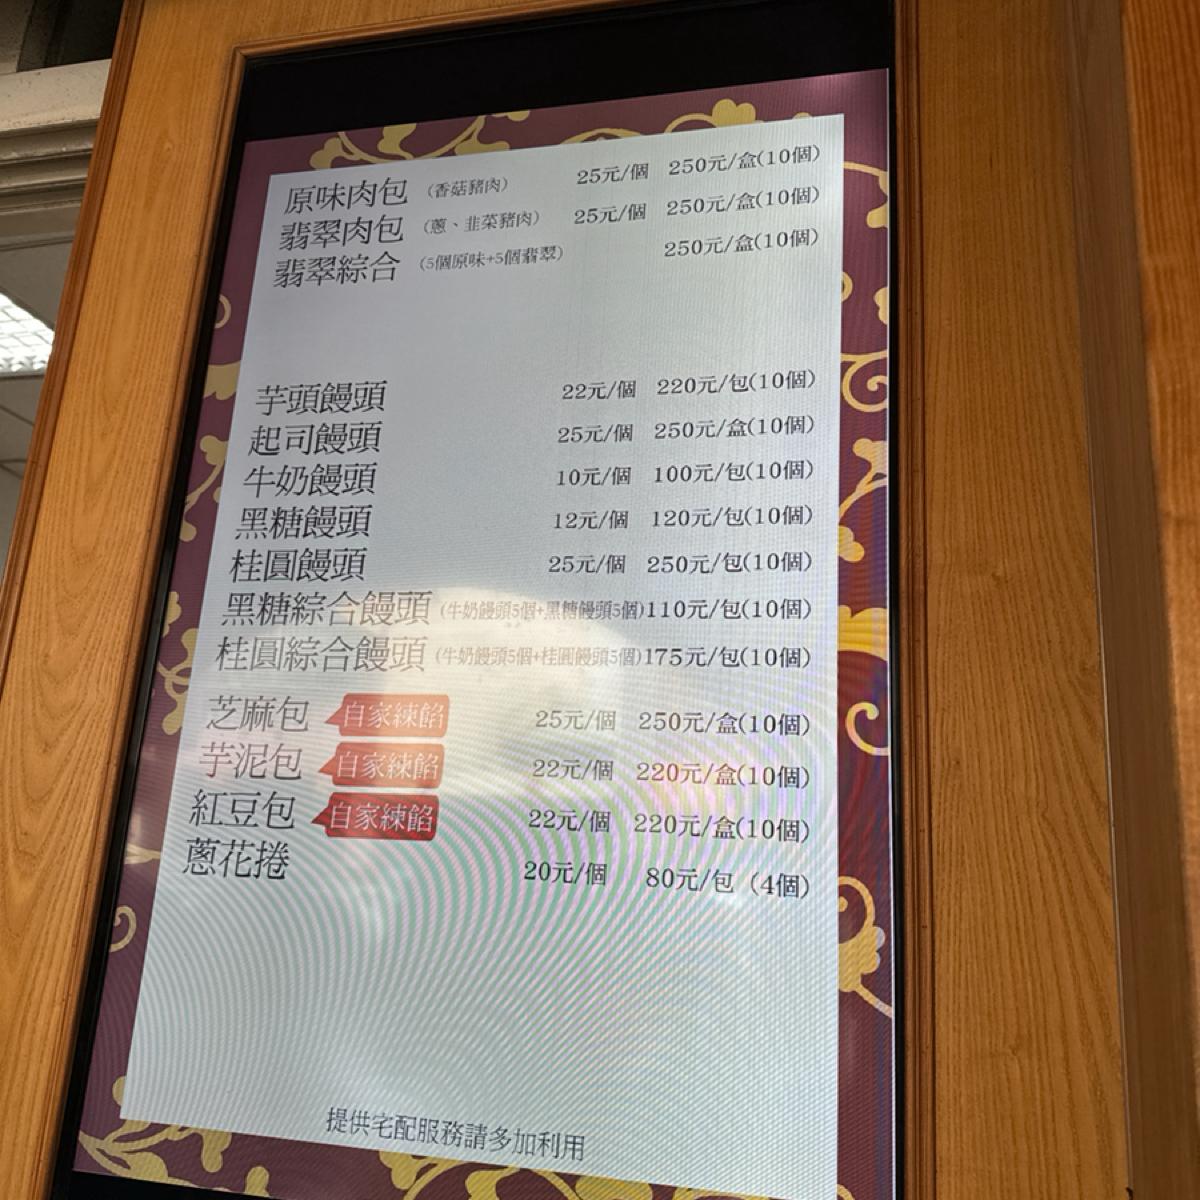 原味肉包 (香菇豬肉) 25元/個 250元/盒(10個)
翡翠肉包 (蔥、韭菜豬肉) 25元/個 250元/盒(10個)
翡翠綜合 (5個原味+5個翡翠) 250元/盒(10個)
芋頭饅頭 22元/個 220元/包(10個)
起司饅頭 25元/個 250元/盒(10個)
牛奶饅頭 10元/個 100元/包(10個)
黑糖饅頭 12元/個 120元/包(10個)
桂圓饅頭 25元/個 250元/包(10個)
黑糖綜合饅頭 (牛奶饅頭5個+黑糖饅頭5個)110元/包(10個)
桂圓綜合饅頭 (牛奶饅頭5個+桂圓饅頭5個)175元/包(10個)
芝麻包 自家練餡 25元/個 250元/盒(10個)
芋泥包 自家練餡 22元/個 220元/盒(10個)
紅豆包 自家練餡 22元/個 220元/盒(10個)
蔥花捲 20元/個 80元/包 (4個)
提供宅配服務請多加利用